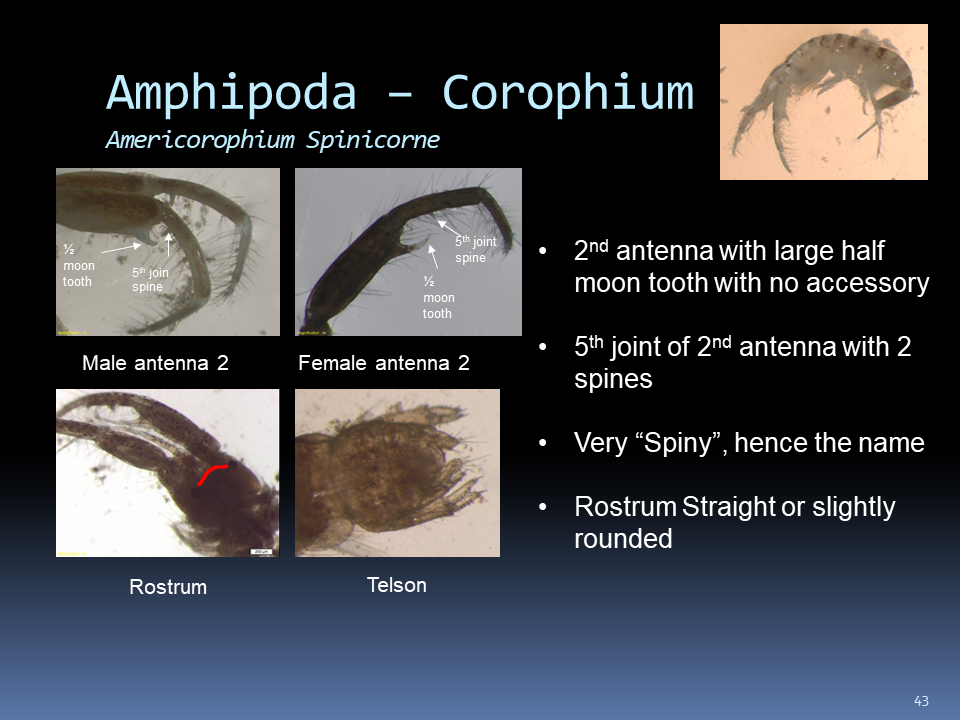 Amphipoda – Corophium
Americorophium Spinicorne
½
moon
tooth
5th join
spine
5th joint
spine
½
moon
tooth
Male antenna 2
Female antenna 2
Rostrum
Telson
• 2nd antenna with large half
moon tooth with no accessory
• 5th joint of 2nd antenna with 2
spines
• Very “Spiny”, hence the name
• Rostrum Straight or slightly
rounded
43